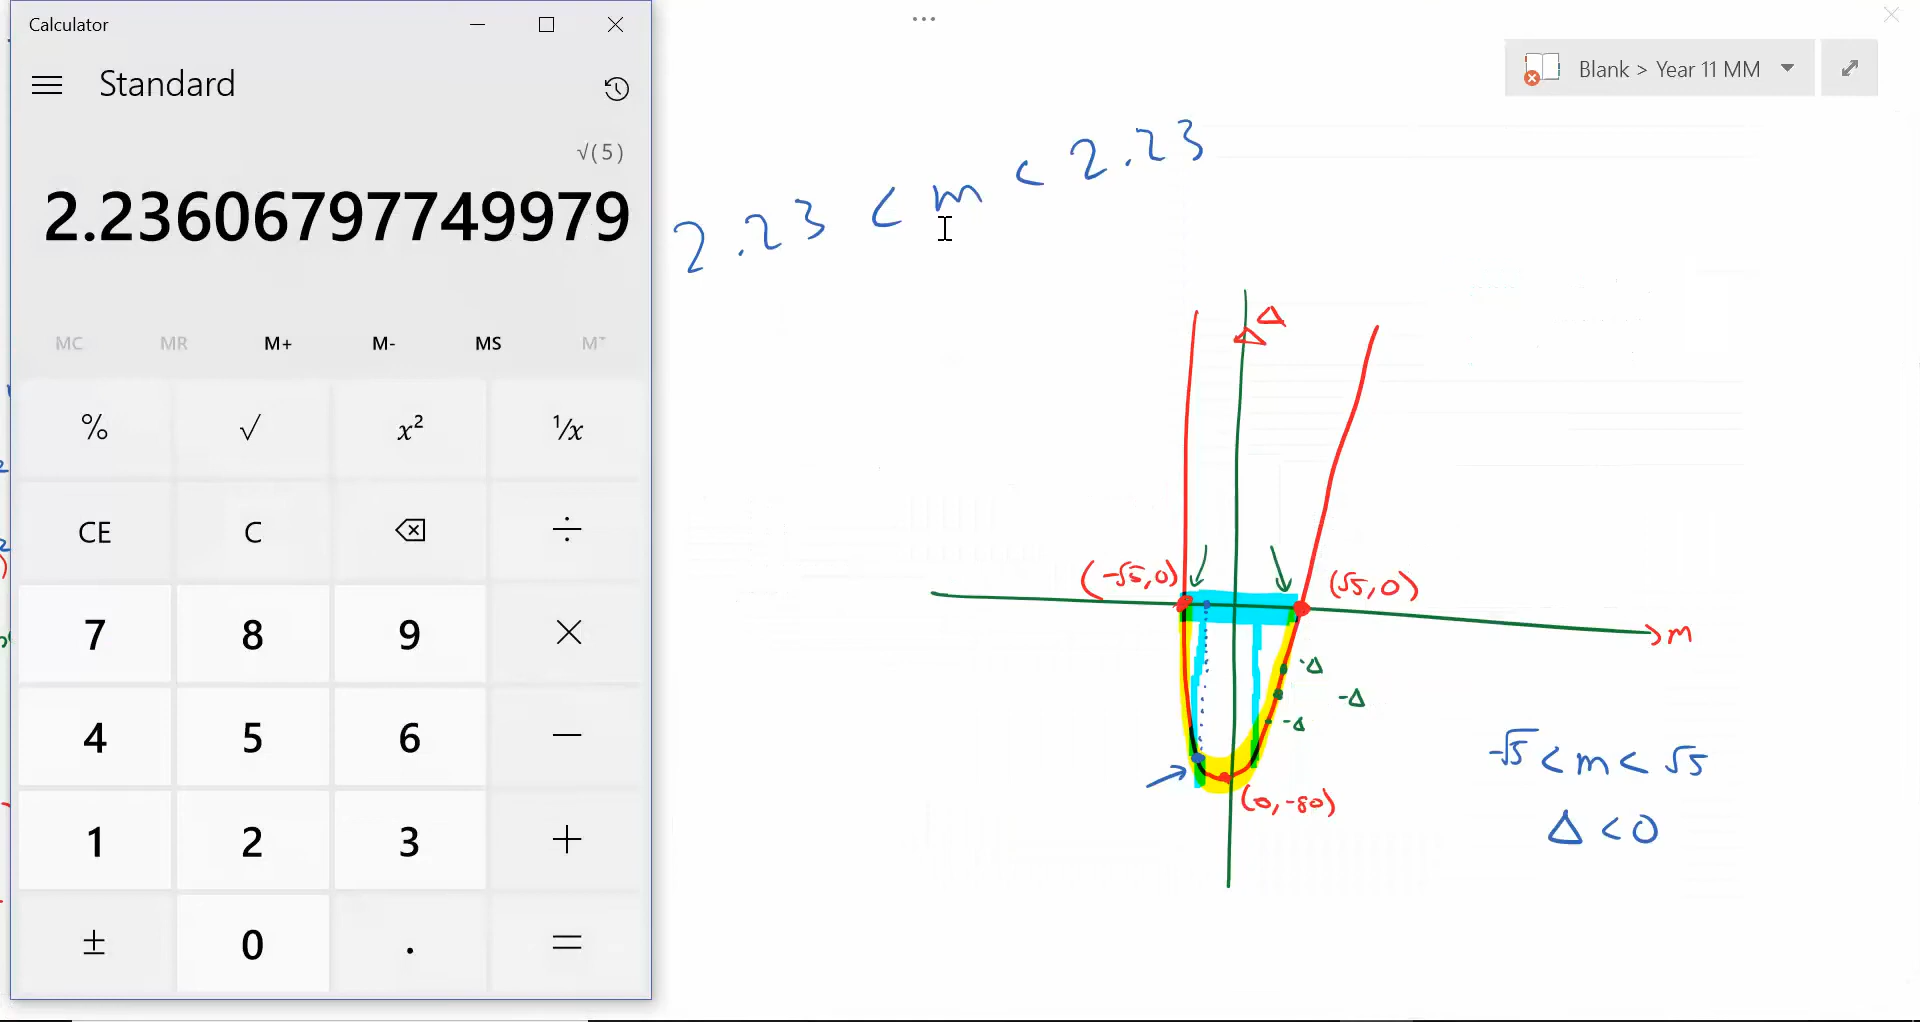 Calculator
Standard
√(5)
2.23606797749979
MC MR M+ M- MS M˅
% √ x² ¹/x
CE C ÷
7 8 9 ×
4 5 6 −
1 2 3 +
± 0 . =
Blank > Year 11 MM
2.23 < m < 2.23
Δ
(-√5,0)
(√5,0)
m
-Δ
-Δ
-Δ
(0,-80)
-√5 < m < √5
Δ < 0